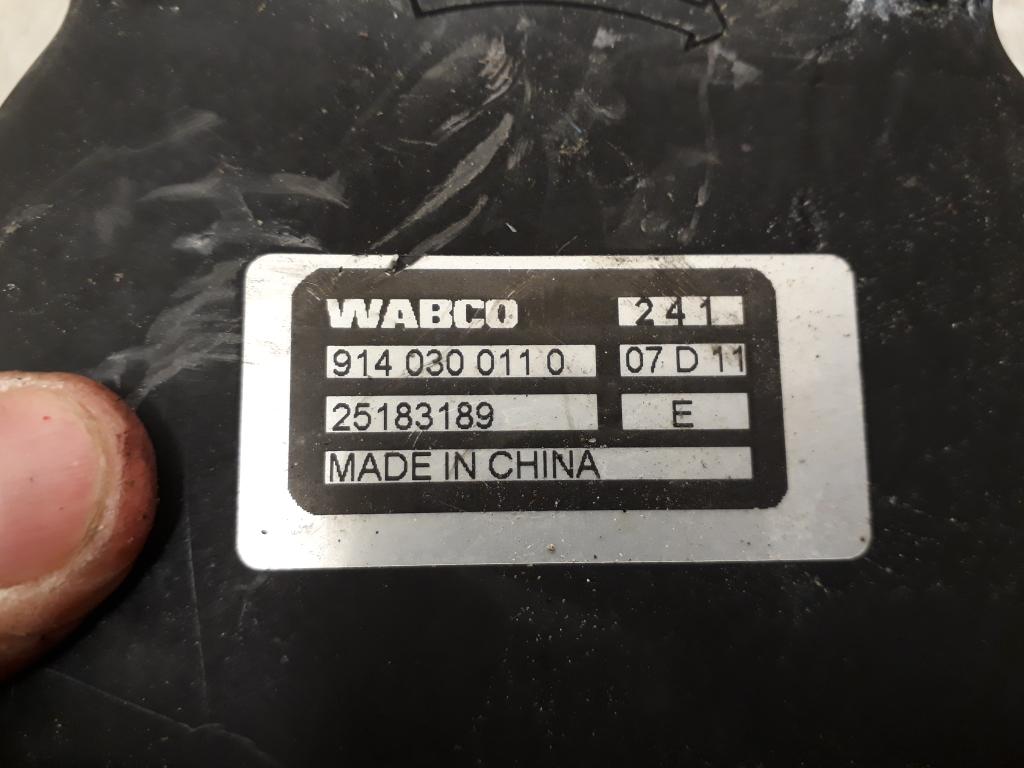 WABCO 241
914 030 011 0 07 D 11
25183189 E
MADE IN CHINA